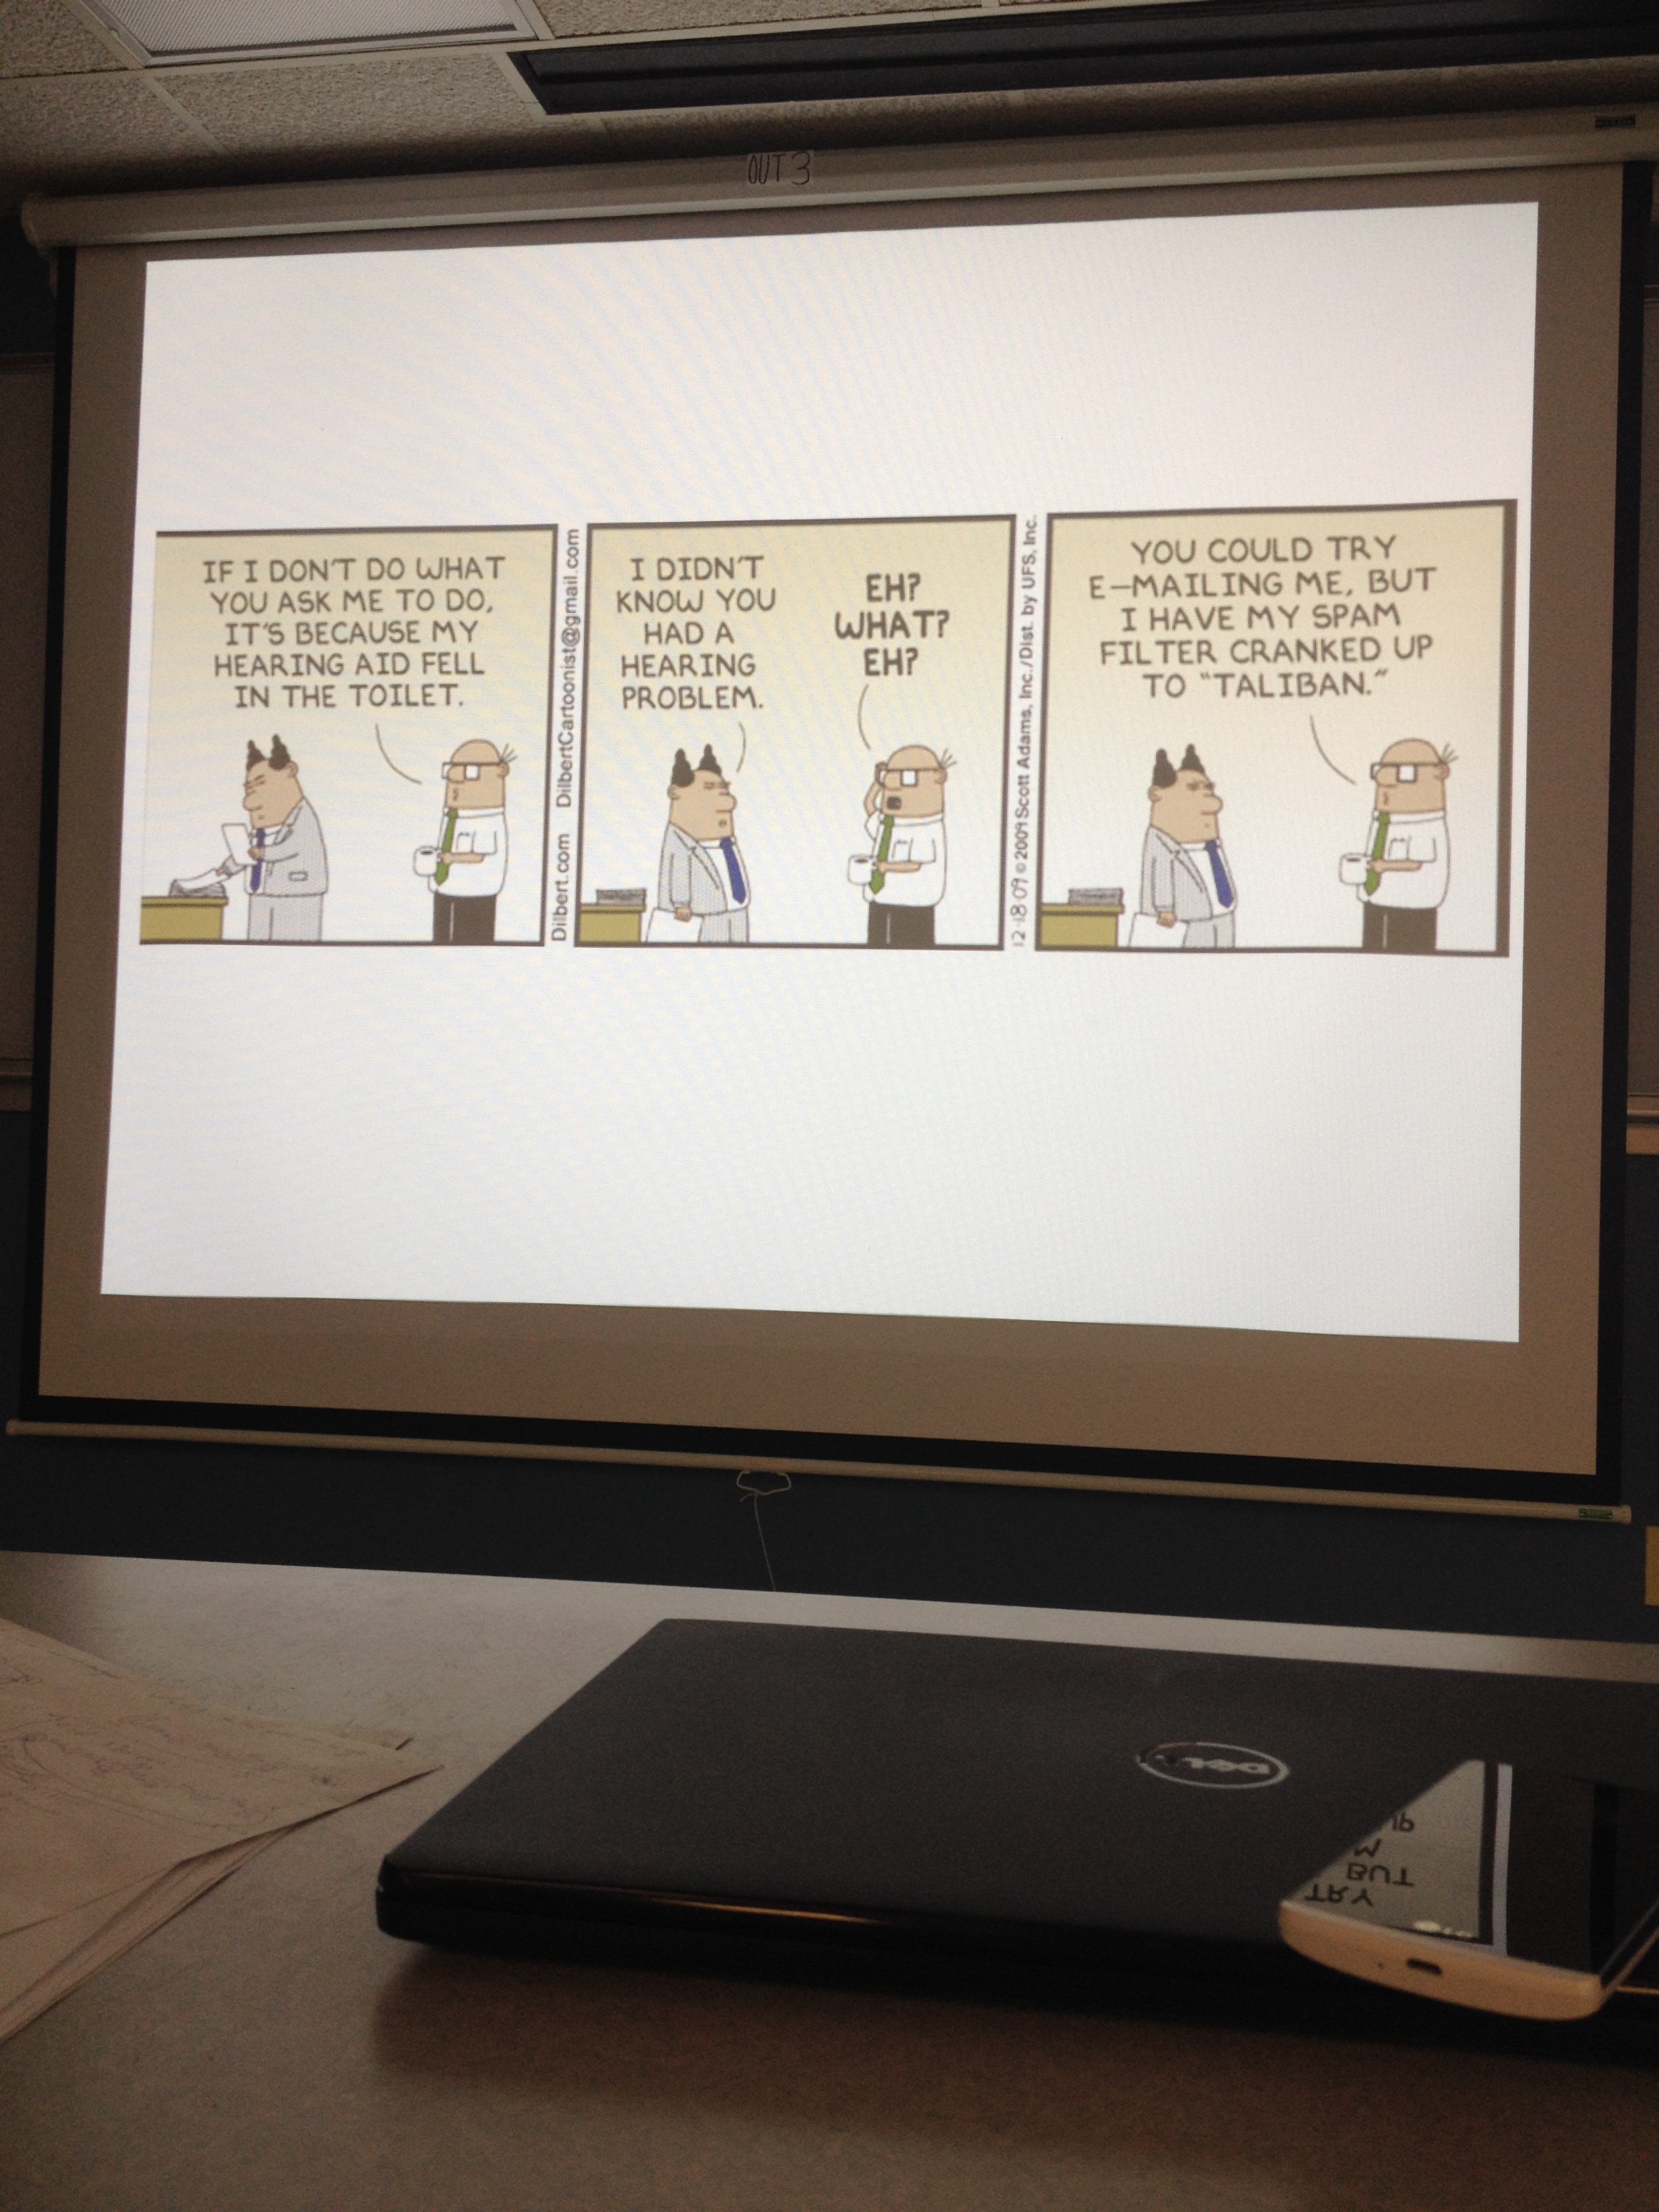 OUT 3
IF I DON'T DO WHAT
YOU ASK ME TO DO,
IT'S BECAUSE MY
HEARING AID FELL
IN THE TOILET.
Dilbert.com DilbertCartoonist@gmail.com
I DIDN'T
KNOW YOU
HAD A
HEARING
PROBLEM.
EH?
WHAT?
EH?
12-18-09 © 2009 Scott Adams, Inc./Dist. by UFS, Inc.
YOU COULD TRY
E-MAILING ME, BUT
I HAVE MY SPAM
FILTER CRANKED UP
TO "TALIBAN."
DELL
UP
M
BUT
TRY